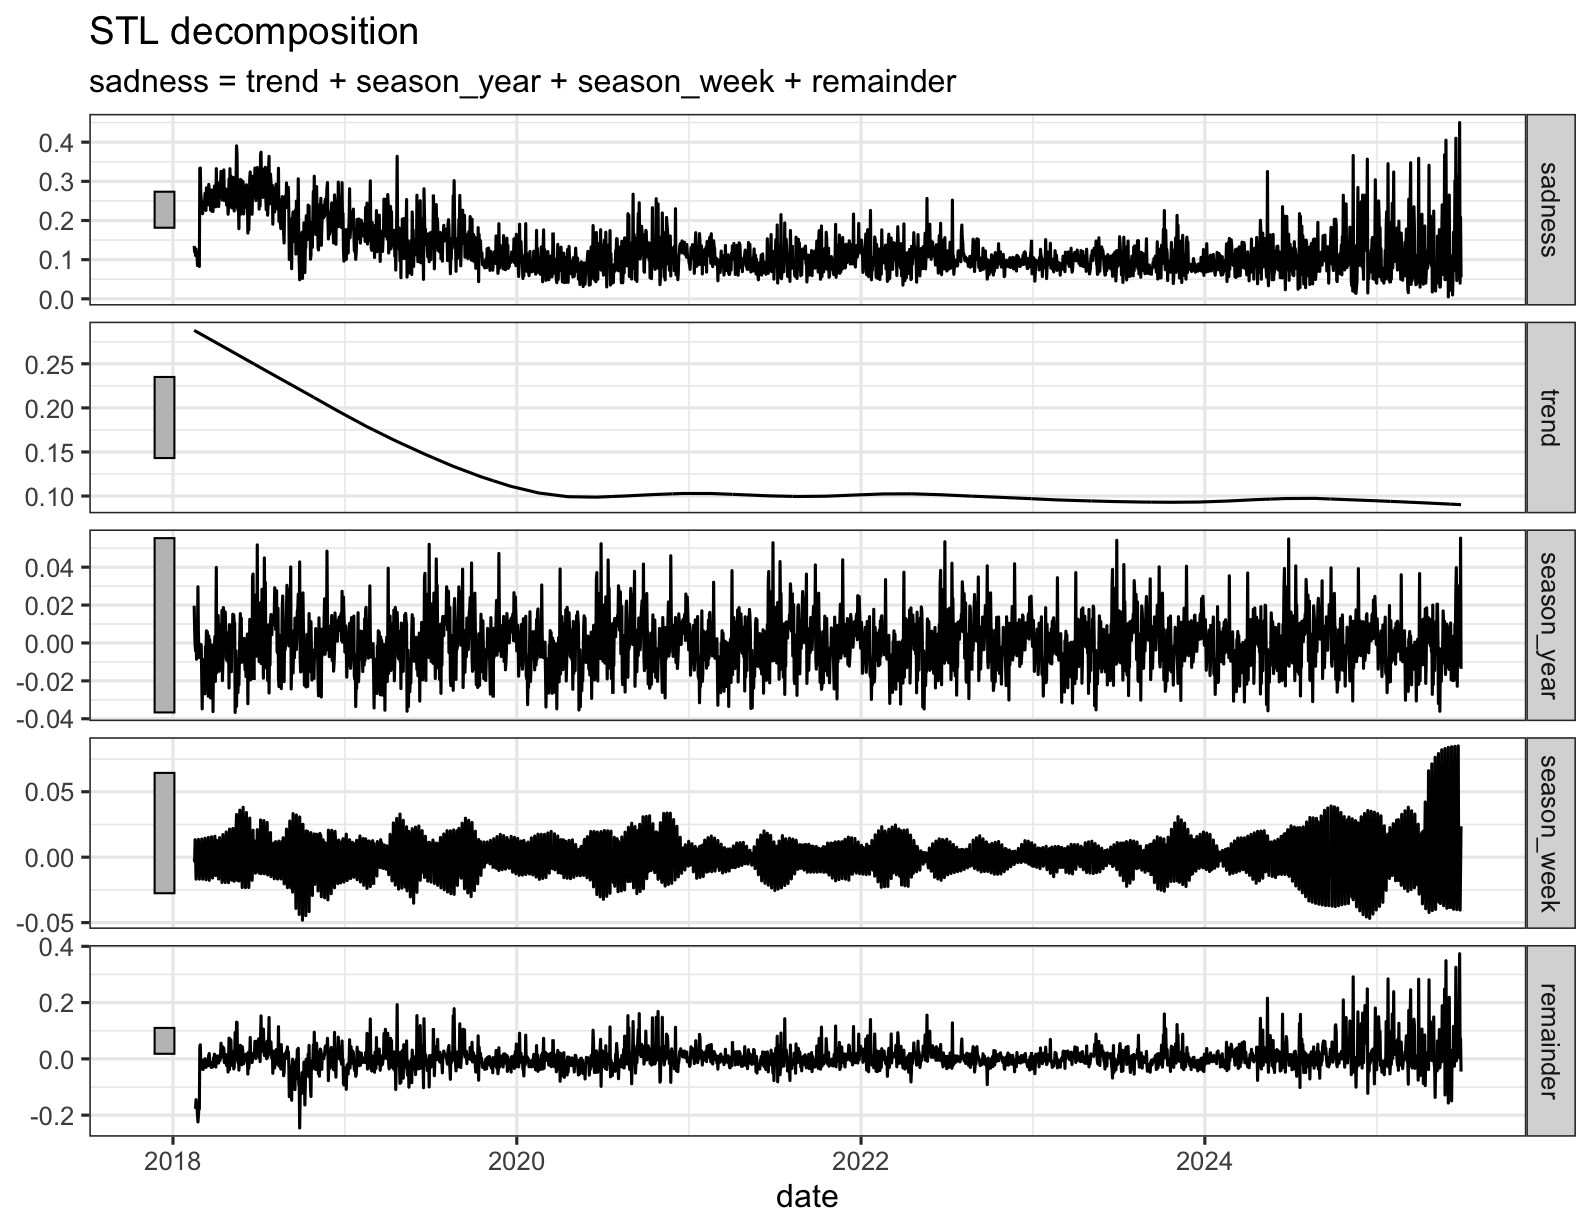 STL decomposition
sadness = trend + season_year + season_week + remainder
0.4
0.3
0.2
0.1
0.0
sadness
0.25
0.20
0.15
0.10
trend
0.04
0.02
0.00
-0.02
-0.04
season_year
0.05
0.00
-0.05
season_week
0.4
0.2
0.0
-0.2
remainder
2018 2020 2022 2024
date